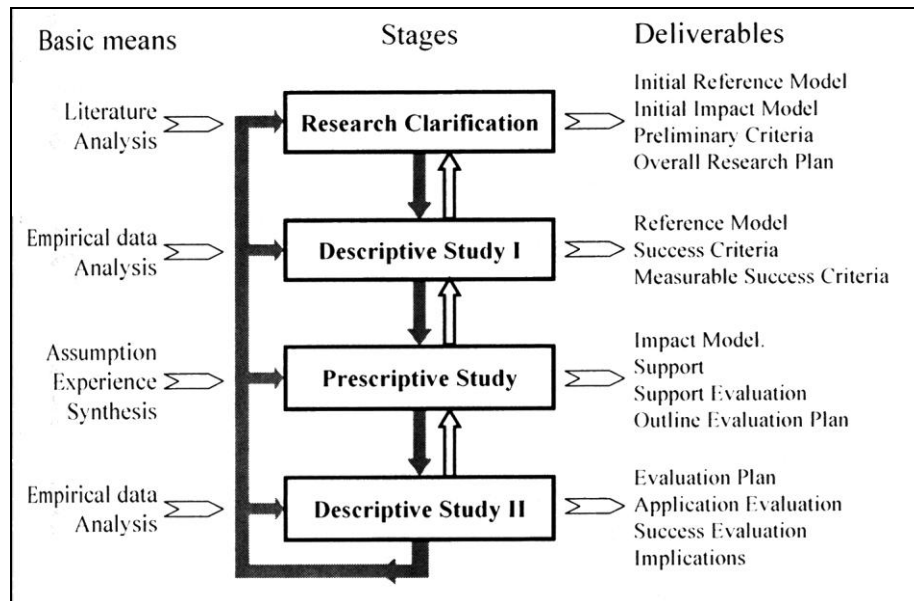 Basic means
Stages
Deliverables
Literature
Analysis
Research Clarification
Initial Reference Model
Initial Impact Model
Preliminary Criteria
Overall Research Plan
Empirical data
Analysis
Descriptive Study I
Reference Model
Success Criteria
Measurable Success Criteria
Assumption
Experience
Synthesis
Prescriptive Study
Impact Model.
Support
Support Evaluation
Outline Evaluation Plan
Empirical data
Analysis
Descriptive Study II
Evaluation Plan
Application Evaluation
Success Evaluation
Implications